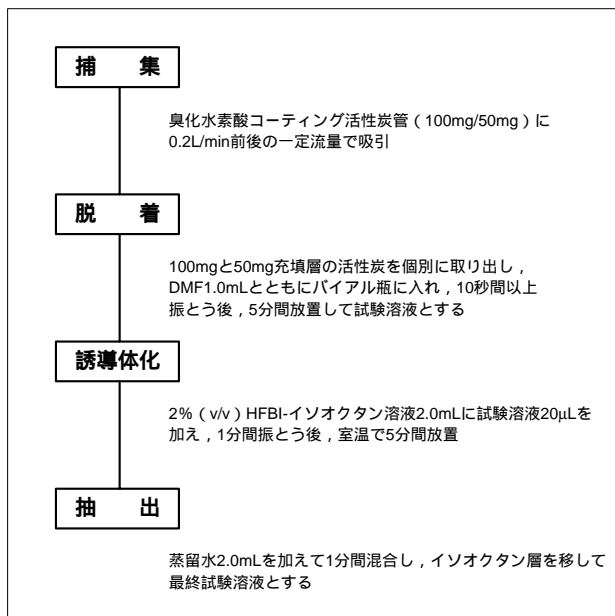 捕　集
臭化水素酸コーティング活性炭管（100mg/50mg）に
0.2L/min前後の一定流量で吸引
脱　着
100mgと50mg充填層の活性炭を個別に取り出し，
DMF1.0mLとともにバイアル瓶に入れ，10秒間以上
振とう後，5分間放置して試験溶液とする
誘導体化
2％（v/v）HFBI-イソオクタン溶液2.0mLに試験溶液20μLを
加え，1分間振とう後，室温で5分間放置
抽　出
蒸留水2.0mLを加えて1分間混合し，イソオクタン層を移して
最終試験溶液とする